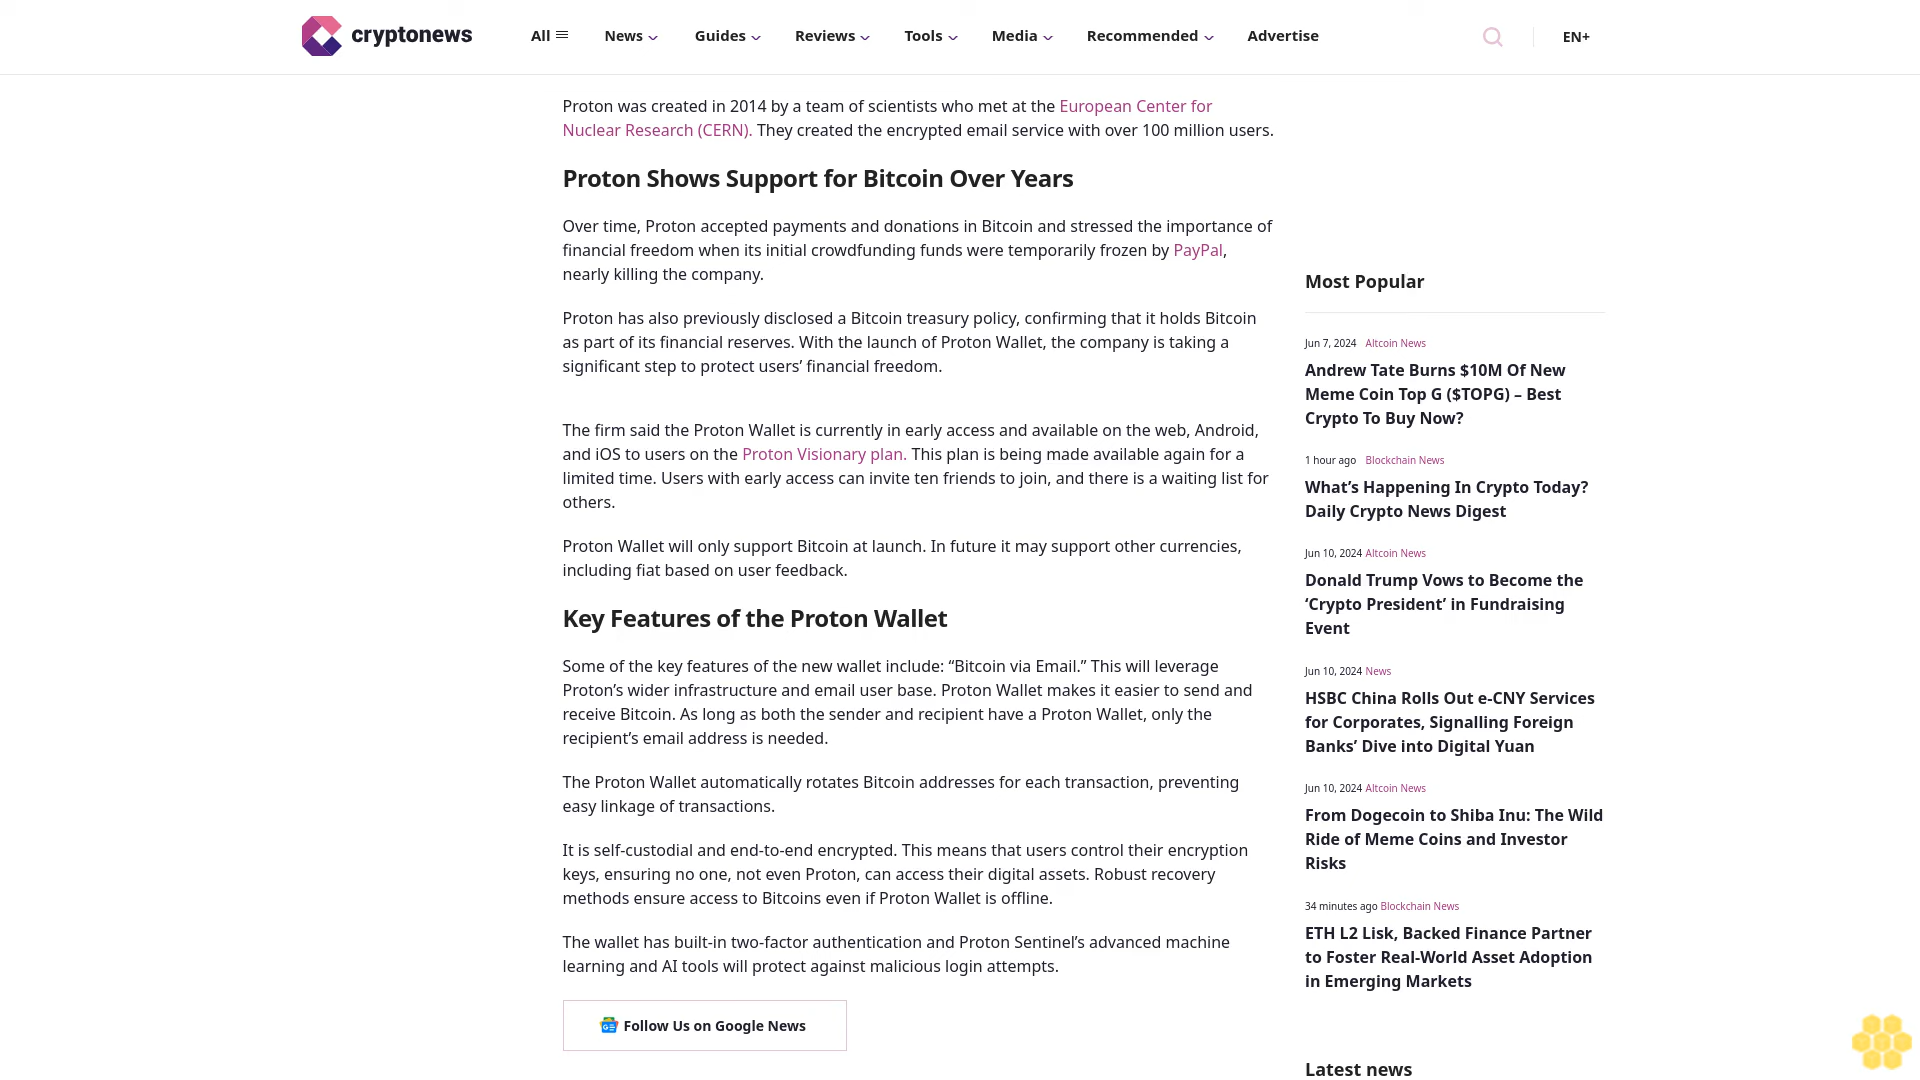 cryptonews
All
News
Guides
Reviews
Tools
Media
Recommended
Advertise
EN+
Proton was created in 2014 by a team of scientists who met at the European Center for
Nuclear Research (CERN). They created the encrypted email service with over 100 million users.
Proton Shows Support for Bitcoin Over Years
Over time, Proton accepted payments and donations in Bitcoin and stressed the importance of
financial freedom when its initial crowdfunding funds were temporarily frozen by PayPal,
nearly killing the company.
Proton has also previously disclosed a Bitcoin treasury policy, confirming that it holds Bitcoin
as part of its financial reserves. With the launch of Proton Wallet, the company is taking a
significant step to protect users’ financial freedom.
The firm said the Proton Wallet is currently in early access and available on the web, Android,
and iOS to users on the Proton Visionary plan. This plan is being made available again for a
limited time. Users with early access can invite ten friends to join, and there is a waiting list for
others.
Proton Wallet will only support Bitcoin at launch. In future it may support other currencies,
including fiat based on user feedback.
Key Features of the Proton Wallet
Some of the key features of the new wallet include: “Bitcoin via Email.” This will leverage
Proton’s wider infrastructure and email user base. Proton Wallet makes it easier to send and
receive Bitcoin. As long as both the sender and recipient have a Proton Wallet, only the
recipient’s email address is needed.
The Proton Wallet automatically rotates Bitcoin addresses for each transaction, preventing
easy linkage of transactions.
It is self-custodial and end-to-end encrypted. This means that users control their encryption
keys, ensuring no one, not even Proton, can access their digital assets. Robust recovery
methods ensure access to Bitcoins even if Proton Wallet is offline.
The wallet has built-in two-factor authentication and Proton Sentinel’s advanced machine
learning and AI tools will protect against malicious login attempts.
Follow Us on Google News
Most Popular
Jun 7, 2024 Altcoin News
Andrew Tate Burns $10M Of New
Meme Coin Top G ($TOPG) – Best
Crypto To Buy Now?
1 hour ago Blockchain News
What’s Happening In Crypto Today?
Daily Crypto News Digest
Jun 10, 2024 Altcoin News
Donald Trump Vows to Become the
‘Crypto President’ in Fundraising
Event
Jun 10, 2024 News
HSBC China Rolls Out e-CNY Services
for Corporates, Signalling Foreign
Banks’ Dive into Digital Yuan
Jun 10, 2024 Altcoin News
From Dogecoin to Shiba Inu: The Wild
Ride of Meme Coins and Investor
Risks
34 minutes ago Blockchain News
ETH L2 Lisk, Backed Finance Partner
to Foster Real-World Asset Adoption
in Emerging Markets
Latest news